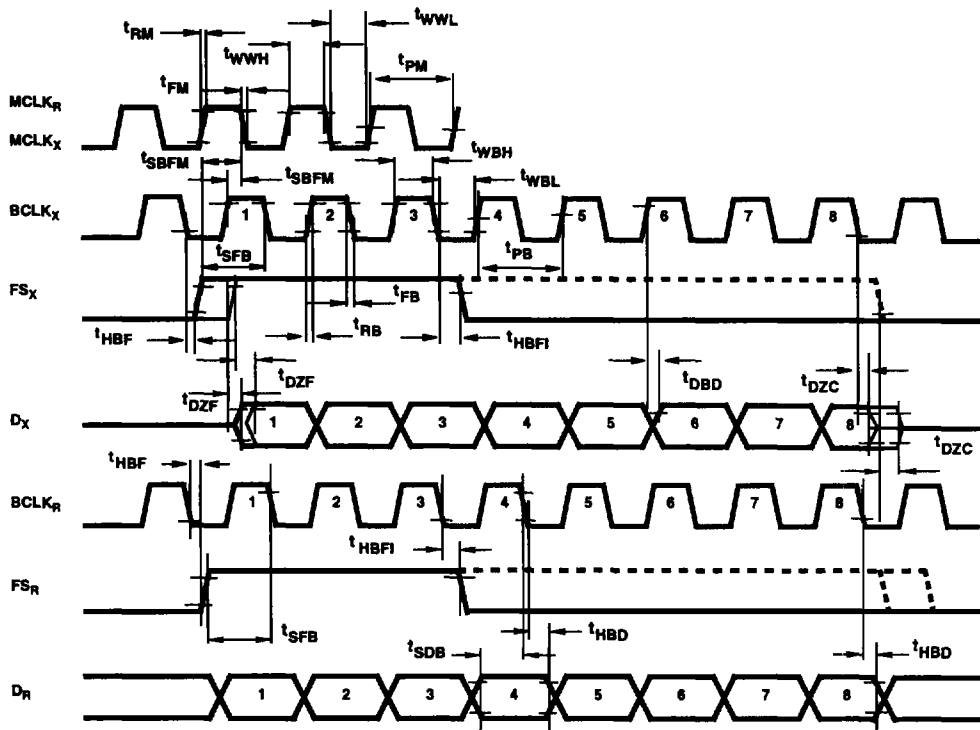 tRM
tWWH
tWWL
tFM
tPM
MCLKR
MCLKX
tSBFM
tSBFM
tWBH
tWBL
BCLKX
1 2 3 4 5 6 7 8
tSFB
tPB
FSX
tFB
tRB
tHBF
tHBFI
tDZF
tDZF
tDBD
tDZC
DX
1 2 3 4 5 6 7 8
tDZC
tHBF
BCLKR
1 2 3 4 5 6 7 8
tHBFI
FSR
tSFB
tSDB
tHBD
tHBD
DR
1 2 3 4 5 6 7 8